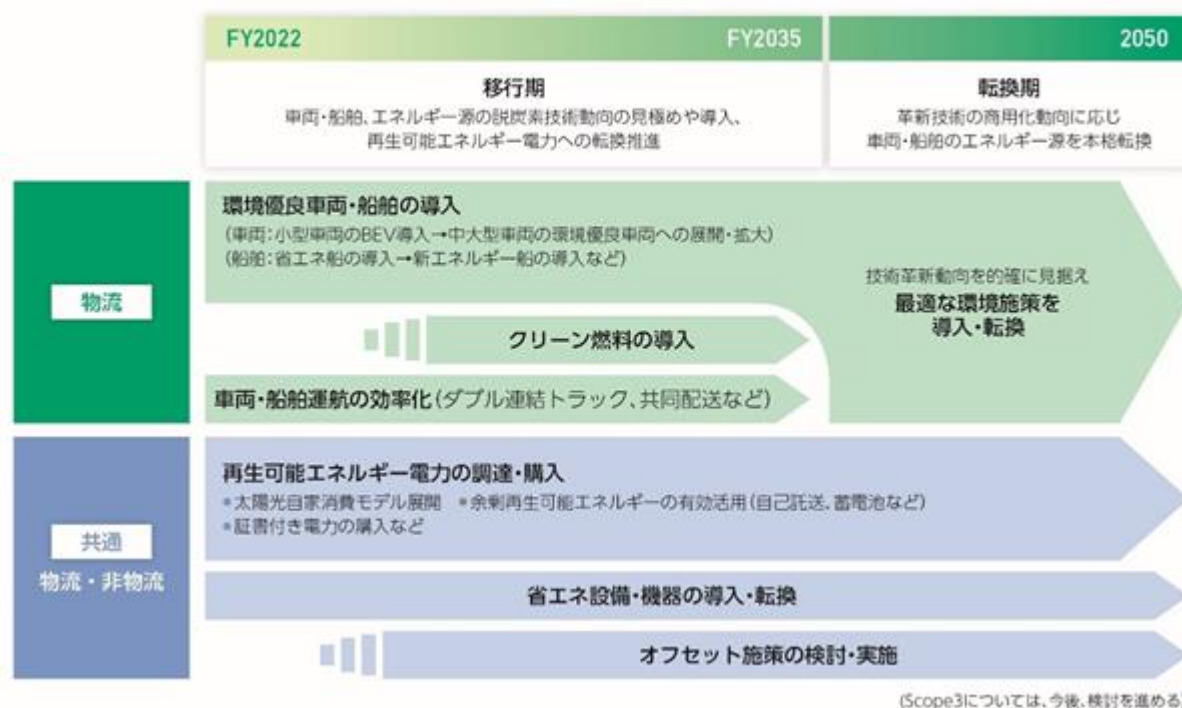 FY2022
FY2035
2050
移行期
車両・船舶、エネルギー源の脱炭素技術動向の見極めや導入、
再生可能エネルギー電力への転換推進
転換期
革新技術の商用化動向に応じ
車両・船舶のエネルギー源を本格転換
物流
環境優良車両・船舶の導入
(車両:小型車両のBEV導入→中大型車両の環境優良車両への展開・拡大)
(船舶:省エネ船の導入→新エネルギー船の導入など)
クリーン燃料の導入
車両・船舶運航の効率化(ダブル連結トラック、共同配送など)
技術革新動向を的確に見据え
最適な環境施策を
導入・転換
共通
物流・非物流
再生可能エネルギー電力の調達・購入
•太陽光自家消費モデル展開 •余剰再生可能エネルギーの有効活用(自己託送、蓄電池など)
•証書付き電力の購入など
省エネ設備・機器の導入・転換
オフセット施策の検討・実施
(Scope3については、今後、検討を進める)